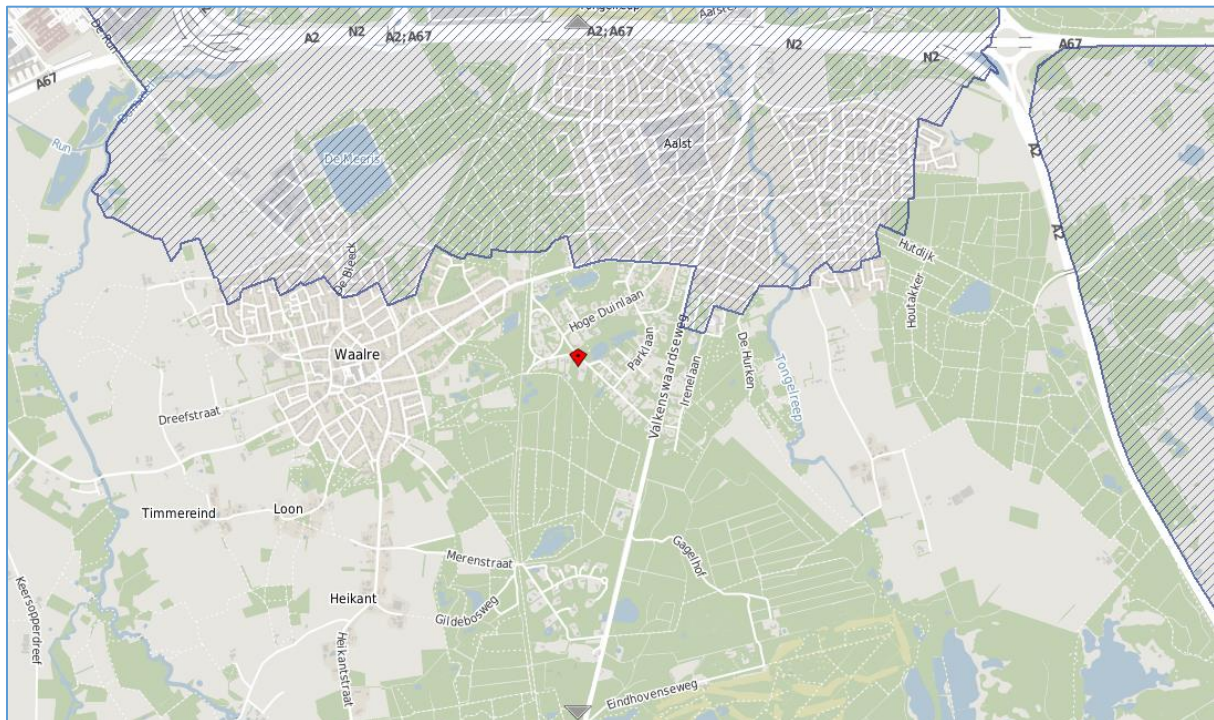 Tongelreep
De Run
A2
N2
A2; A67
A2; A67
N2
N2
A67
A67
Run
De Meeris
Aalst
A2
A2
Hutdijk
De Bleeck
Houtakker
Hoge Duinlaan
Waalre
Parklaan
Valkenswaardseweg
Irenelaan
De Hurken
Tongelreep
Dreefstraat
Timmereind
Loon
Merenstraat
Gagelhof
Keersopperdreef
Heikant
Gildebosweg
Heikantstraat
Eindhovenseweg